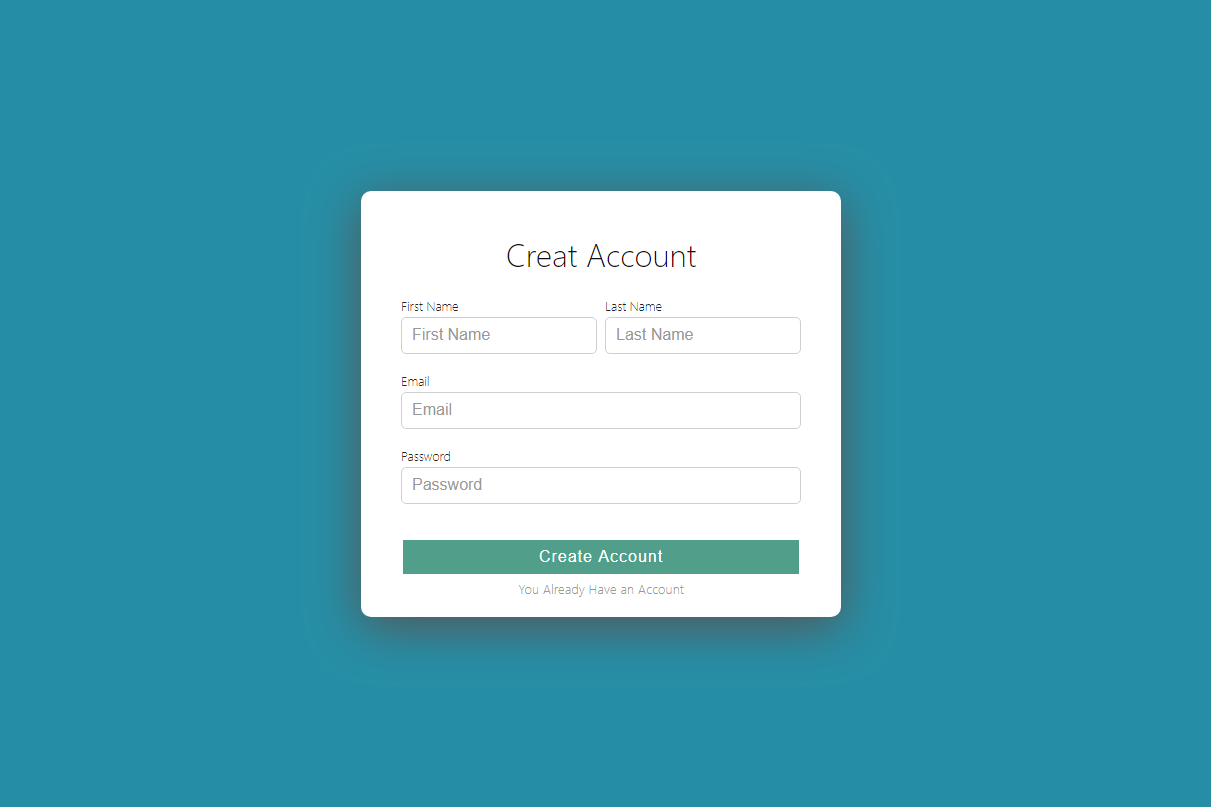 Creat Account
First Name Last Name
First Name Last Name
Email
Email
Password
Password
Create Account
You Already Have an Account